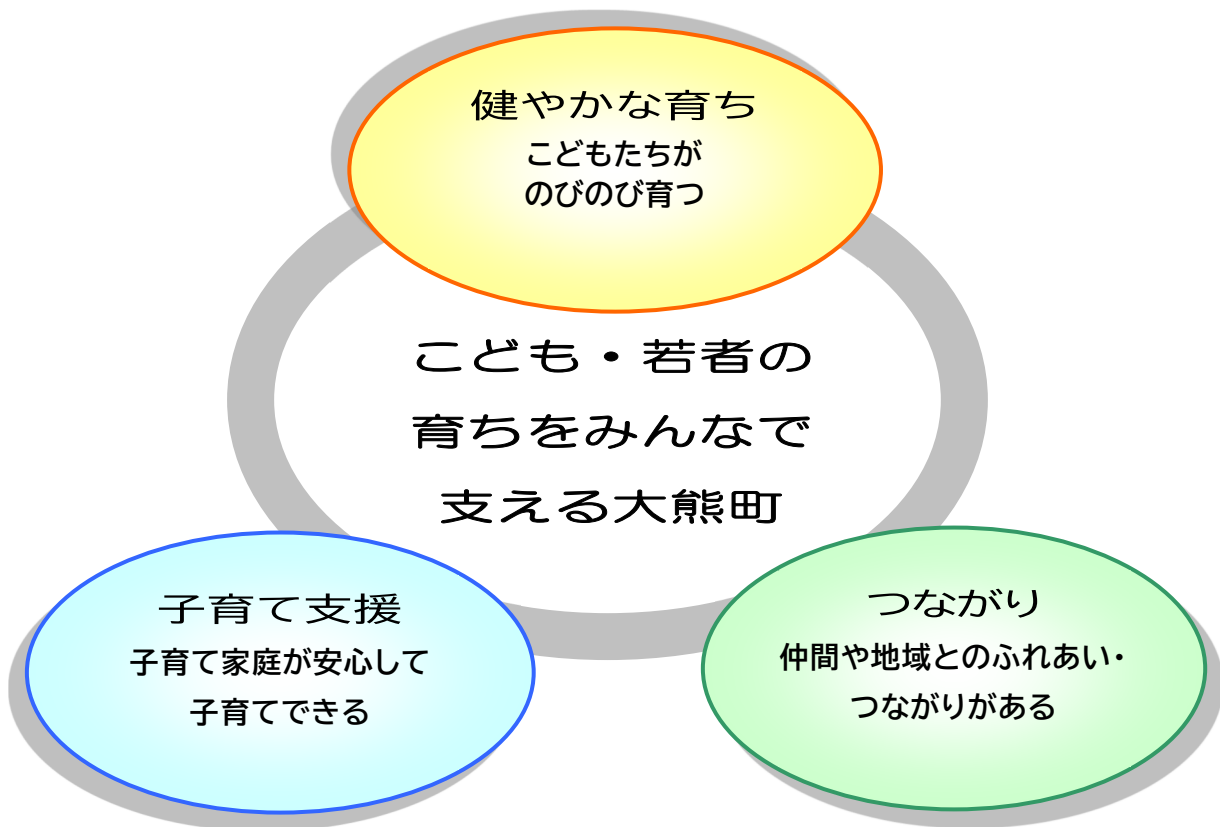 健やかな育ち
こどもたちが
のびのび育つ
こども・若者の
育ちをみんなで
支える大熊町
子育て支援
子育て家庭が安心して
子育てできる
つながり
仲間や地域とのふれあい・
つながりがある